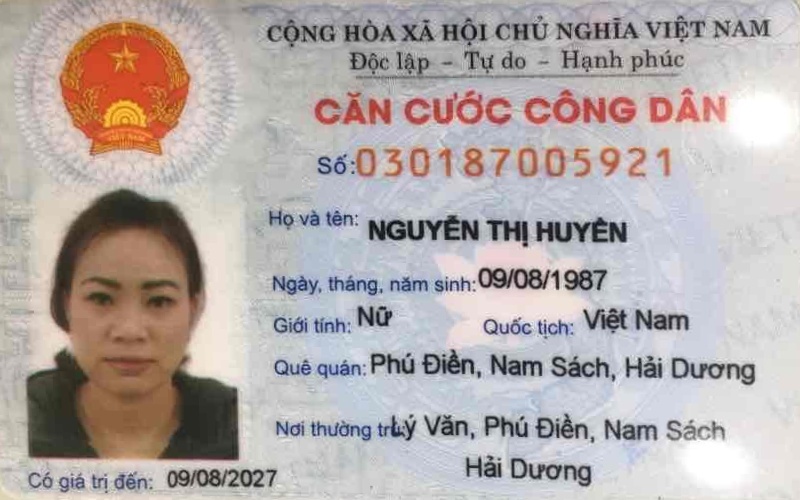 CỘNG HÒA XÃ HỘI CHỦ NGHĨA VIỆT NAM
Độc lập - Tự do - Hạnh phúc
CĂN CƯỚC CÔNG DÂN
Số: 030187005921
Họ và tên: NGUYỄN THỊ HUYÊN
Ngày, tháng, năm sinh: 09/08/1987
Giới tính: Nữ Quốc tịch: Việt Nam
Quê quán: Phú Điền, Nam Sách, Hải Dương
Nơi thường trú: Lý Văn, Phú Điền, Nam Sách
Hải Dương
Có giá trị đến: 09/08/2027